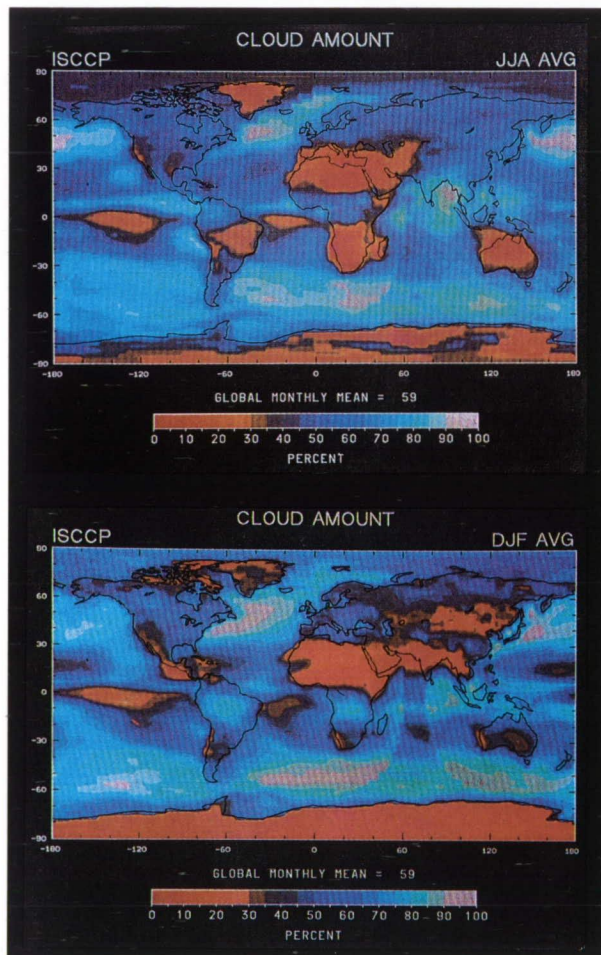 CLOUD AMOUNT
ISCCP JJA AVG
90
60
30
0
-30
-60
-90
-180 -120 -60 0 60 120 180
GLOBAL MONTHLY MEAN = 59
0 10 20 30 40 50 60 70 80 90 100
PERCENT
CLOUD AMOUNT
ISCCP DJF AVG
90
60
30
0
-30
-60
-90
-180 -120 -60 0 60 120 180
GLOBAL MONTHLY MEAN = 59
0 10 20 30 40 50 60 70 80 90 100
PERCENT